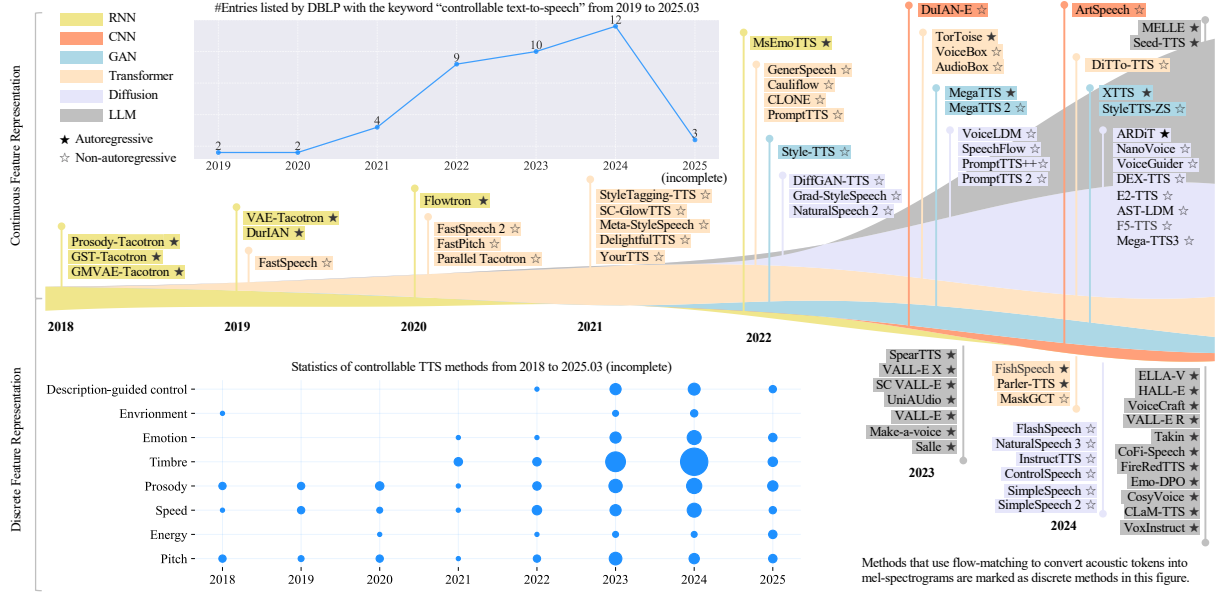 #Entries listed by DBLP with the keyword “controllable text-to-speech” from 2019 to 2025.03
RNN
CNN
GAN
Transformer
Diffusion
LLM
★ Autoregressive
☆ Non-autoregressive
2
2
4
9
10
12
3
2019
2020
2021
2022
2023
2024
2025
(incomplete)
Continuous Feature Representation
Discrete Feature Representation
Prosody-Tacotron ★
GST-Tacotron ★
GMVAE-Tacotron ★
VAE-Tacotron ★
DurIAN ★
FastSpeech ☆
Flowtron ★
FastSpeech 2 ☆
FastPitch ☆
Parallel Tacotron ☆
StyleTagging-TTS ☆
SC-GlowTTS ☆
Meta-StyleSpeech ☆
DelightfulTTS ☆
YourTTS ☆
MsEmoTTS ★
GenerSpeech ☆
Cauliflow ☆
CLONE ☆
PromptTTS ☆
Style-TTS ☆
DiffGAN-TTS ☆
Grad-StyleSpeech ☆
NaturalSpeech 2 ☆
DuIAN-E ☆
TorToise ★
VoiceBox ☆
AudioBox ☆
MegaTTS ★
MegaTTS 2 ☆
VoiceLDM ☆
SpeechFlow ☆
PromptTTS++☆
PromptTTS 2 ☆
ArtSpeech ☆
MELLE ★
Seed-TTS ★
DiTTo-TTS ☆
XTTS ★
StyleTTS-ZS ☆
ARDiT ★
NanoVoice ☆
VoiceGuider ☆
DEX-TTS ☆
E2-TTS ☆
AST-LDM ☆
F5-TTS ☆
Mega-TTS3 ☆
2018
2019
2020
2021
2022
SpearTTS ★
VALL-E X ★
SC VALL-E ★
UniAUdio ★
VALL-E ★
Make-a-voice ★
Salle ★
2023
FishSpeech ★
Parler-TTS ★
MaskGCT ☆
FlashSpeech ☆
NaturalSpeech 3 ☆
InstructTTS ☆
ControlSpeech ☆
SimpleSpeech ☆
SimpleSpeech 2 ☆
2024
ELLA-V ★
HALL-E ★
VoiceCraft ★
VALL-E R ★
Takin ★
CoFi-Speech ★
FireRedTTS ★
Emo-DPO ★
CosyVoice ★
CLaM-TTS ★
VoxInstruct ★
Statistics of controllable TTS methods from 2018 to 2025.03 (incomplete)
Description-guided control
Envrionment
Emotion
Timbre
Prosody
Speed
Energy
Pitch
2018
2019
2020
2021
2022
2023
2024
2025
Methods that use flow-matching to convert acoustic tokens into
mel-spectrograms are marked as discrete methods in this figure.